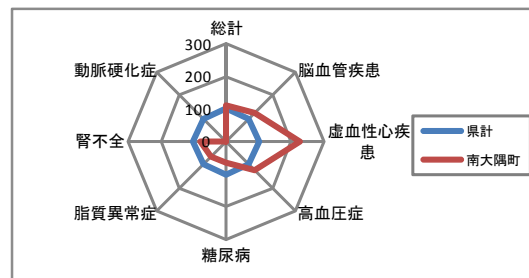 総計
300
200
100
0
脳血管疾患
虚血性心疾
患
高血圧症
糖尿病
脂質異常症
腎不全
動脈硬化症
県計
南大隅町